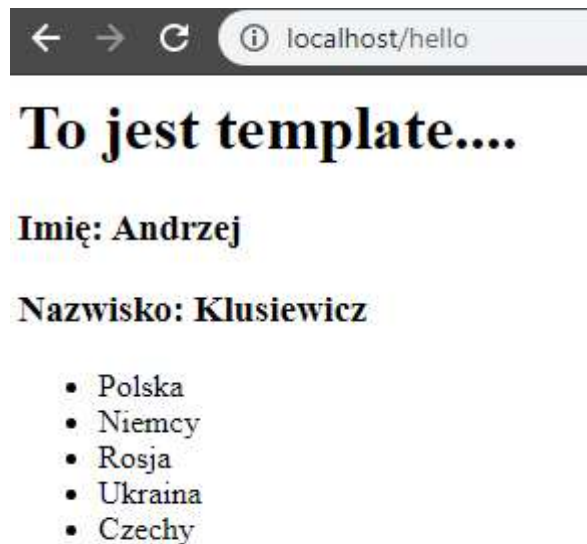 localhost/hello
To jest template....
Imię: Andrzej
Nazwisko: Klusiewicz
Polska
Niemcy
Rosja
Ukraina
Czechy